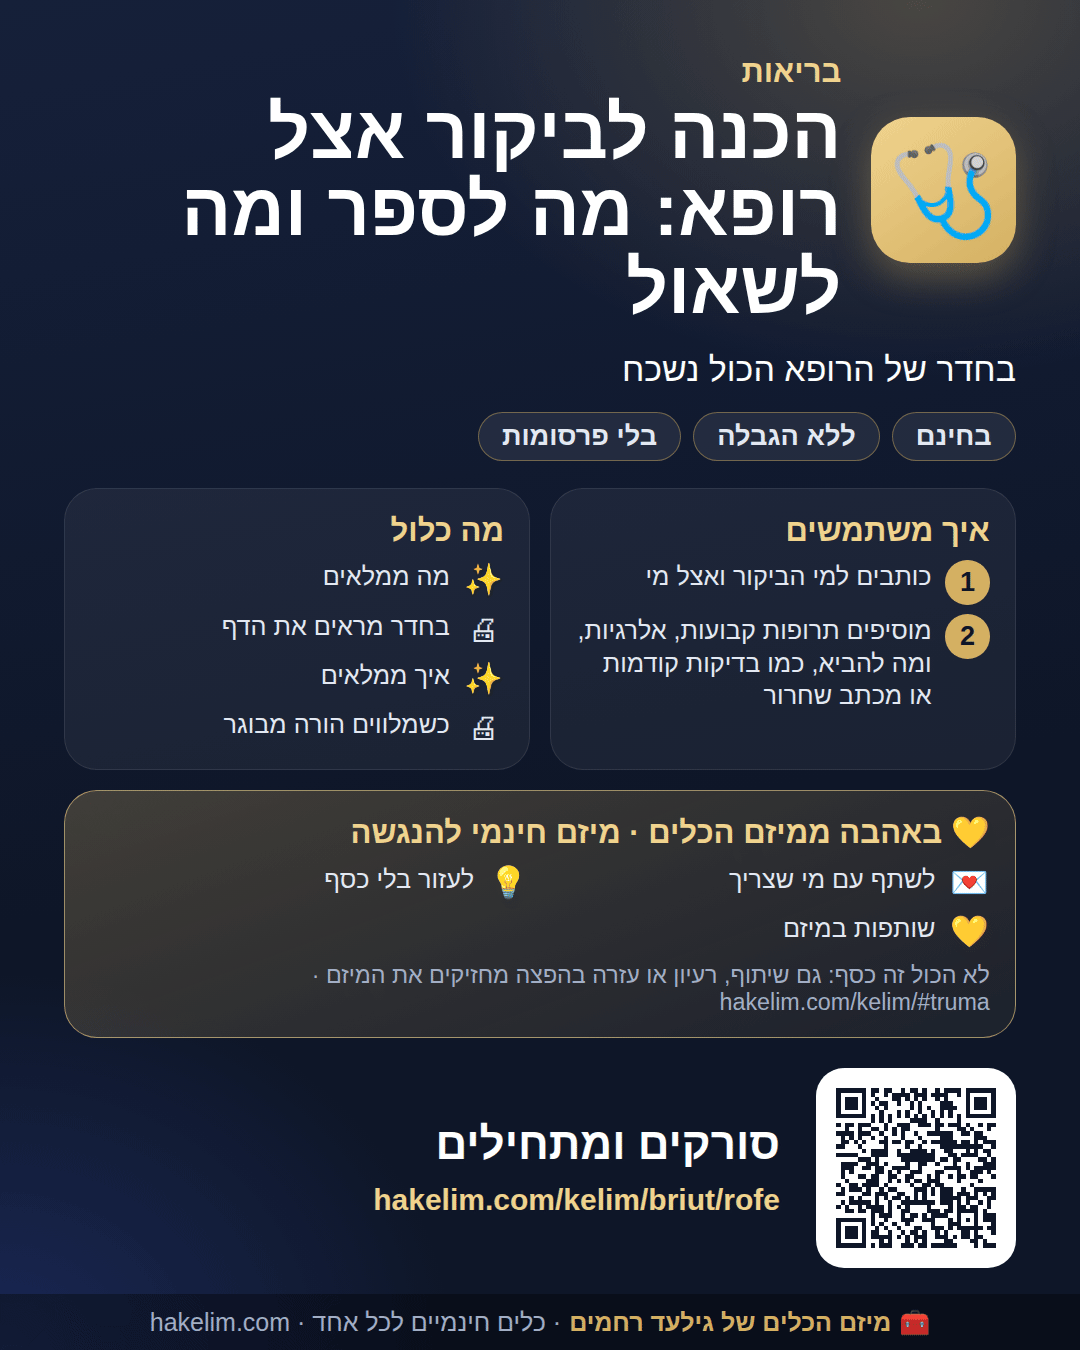 בריאות
הכנה לביקור אצל
רופא: מה לספר ומה
לשאול
בחדר של הרופא הכול נשכח
בחינם
ללא הגבלה
בלי פרסומות
איך משתמשים
1 כותבים למי הביקור ואצל מי
2 מוסיפים תרופות קבועות, אלרגיות,
ומה להביא, כמו בדיקות קודמות
או מכתב שחרור
מה כלול
מה ממלאים
בחדר מראים את הדף
איך ממלאים
כשמלווים הורה מבוגר
באהבה ממיזם הכלים · מיזם חינמי להנגשה
לשתף עם מי שצריך
לעזור בלי כסף
שותפות במיזם
לא הכול זה כסף: גם שיתוף, רעיון או עזרה בהפצה מחזיקים את המיזם ·
hakelim.com/kelim/#truma
סורקים ומתחילים
hakelim.com/kelim/briut/rofe
מיזם הכלים של גילעד רחמים · כלים חינמיים לכל אחד · hakelim.com